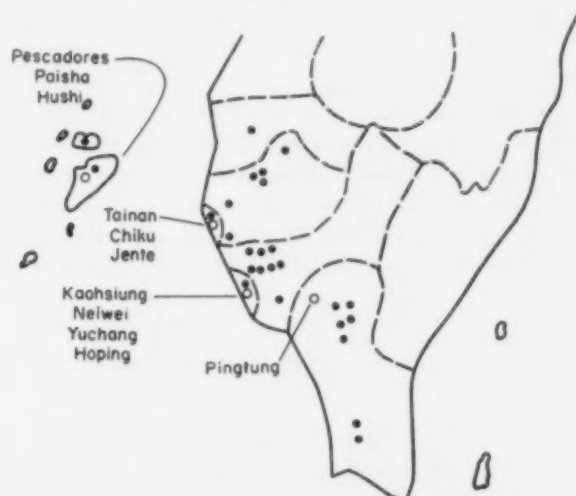 Pescadores
Paisha
Hushi
Tainan
Chiku
Jente
Kaohsiung
Neiwei
Yuchang
Hoping
Pingtung